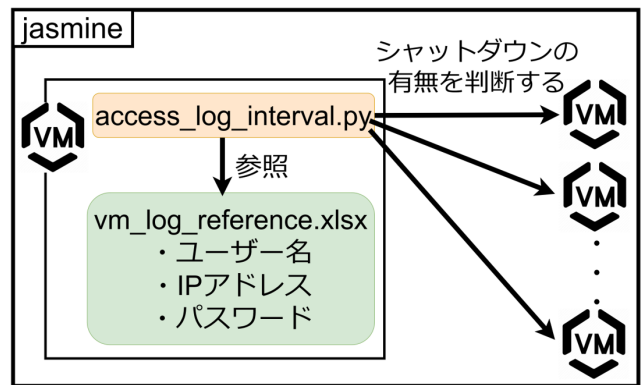 jasmine
シャットダウンの
有無を判断する
VM
access_log_interval.py
参照
vm_log_reference.xlsx
・ユーザー名
・IPアドレス
・パスワード
VM
VM
VM